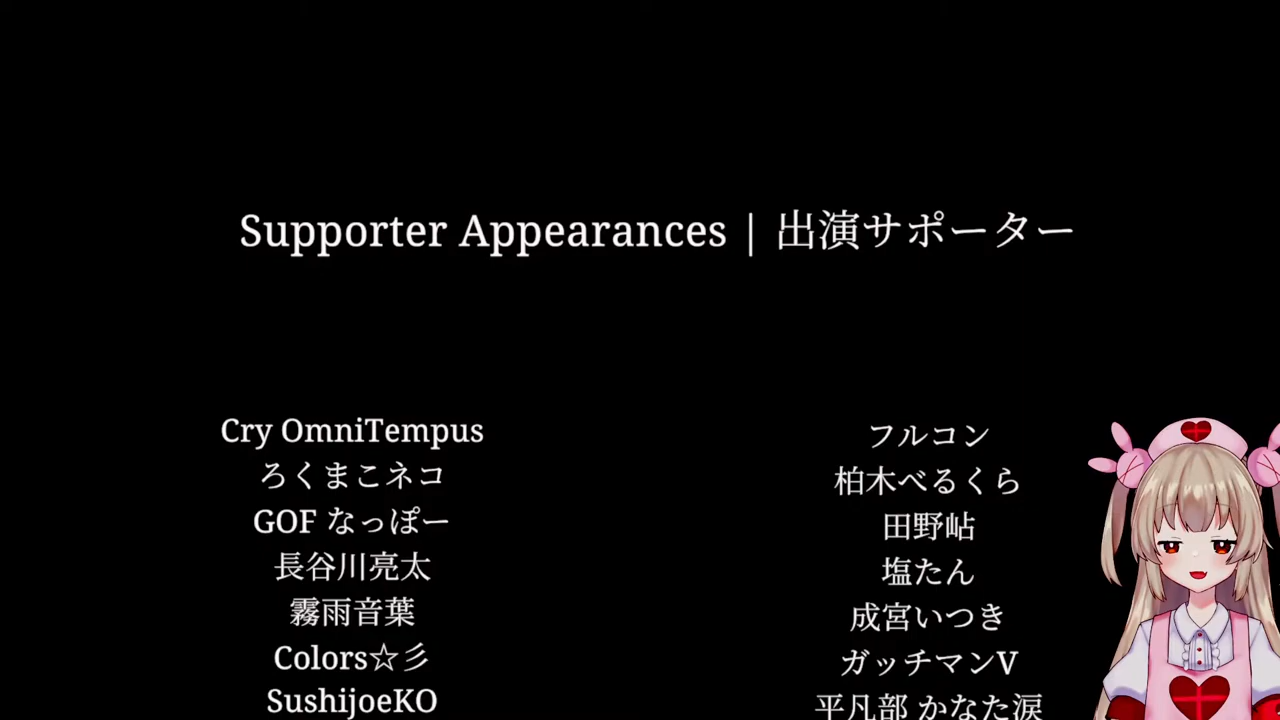 Supporter Appearances | 出演サポーター
Cry OmniTempus
ろくまこネコ
GOF なっぽー
長谷川亮太
霧雨音葉
Colors☆彡
SushijoeKO
フルコン
柏木べるくら
田野岾
塩たん
成宮いつき
ガッチマンV
平凡部 かなた涙